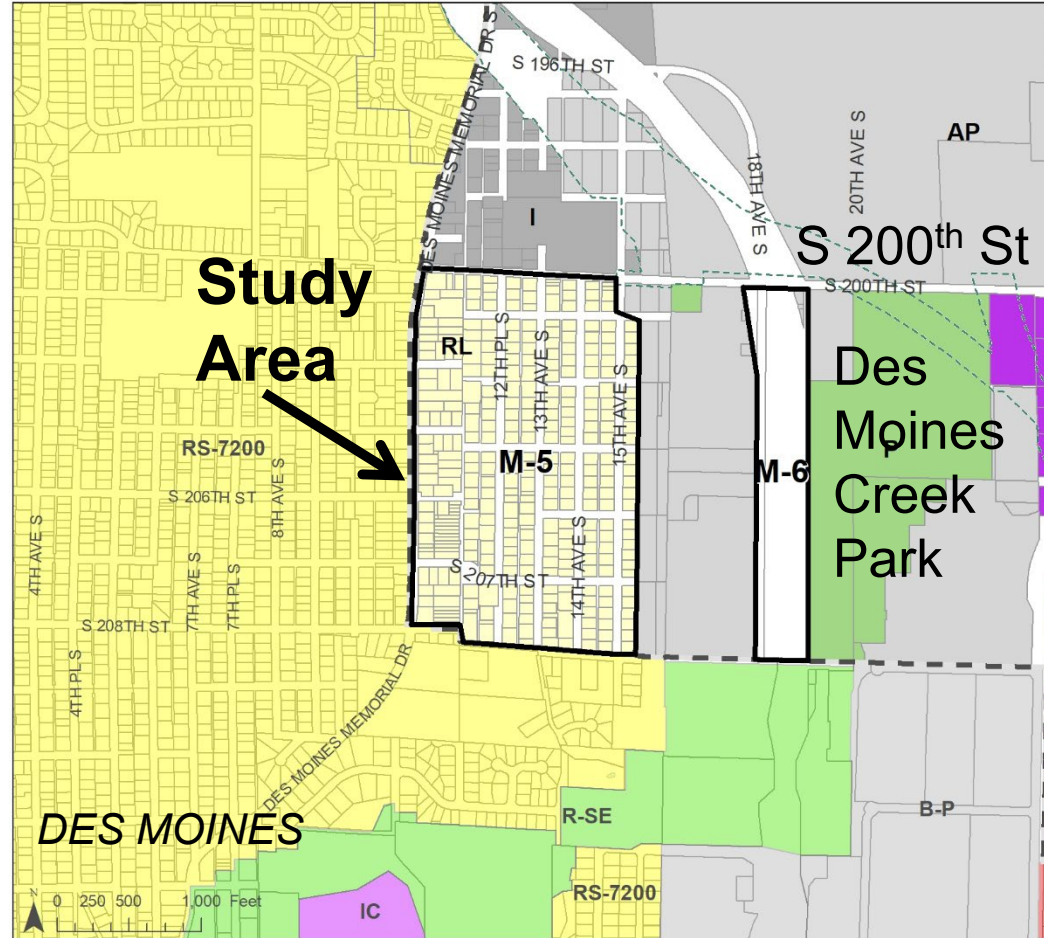 DES MOINES MEMORIAL DR S
S 196TH ST
AP
20TH AVE S
18TH AVE S
I
S 200th St
S 200TH ST
Study
Area
RL
12TH PL S
13TH AVE S
15TH AVE S
Des
Moines
Creek
Park
P
RS-7200
M-5
M-6
S 206TH ST
8TH AVE S
4TH AVE S
7TH AVE S
7TH PL S
14TH AVE S
S 207TH ST
S 208TH ST
4TH PL S
DES MOINES MEMORIAL DR
R-SE
B-P
DES MOINES
RS-7200
IC
N
0 250 500 1,000 Feet